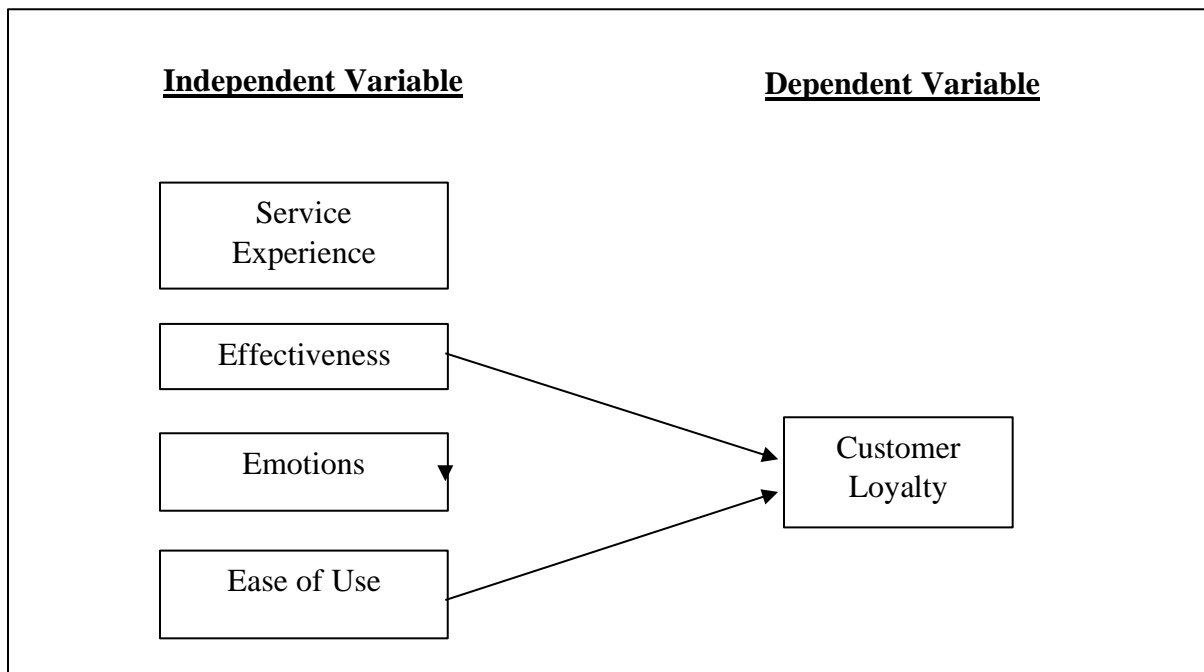 Independent Variable
Dependent Variable
Service
Experience
Effectiveness
Emotions
Ease of Use
Customer
Loyalty